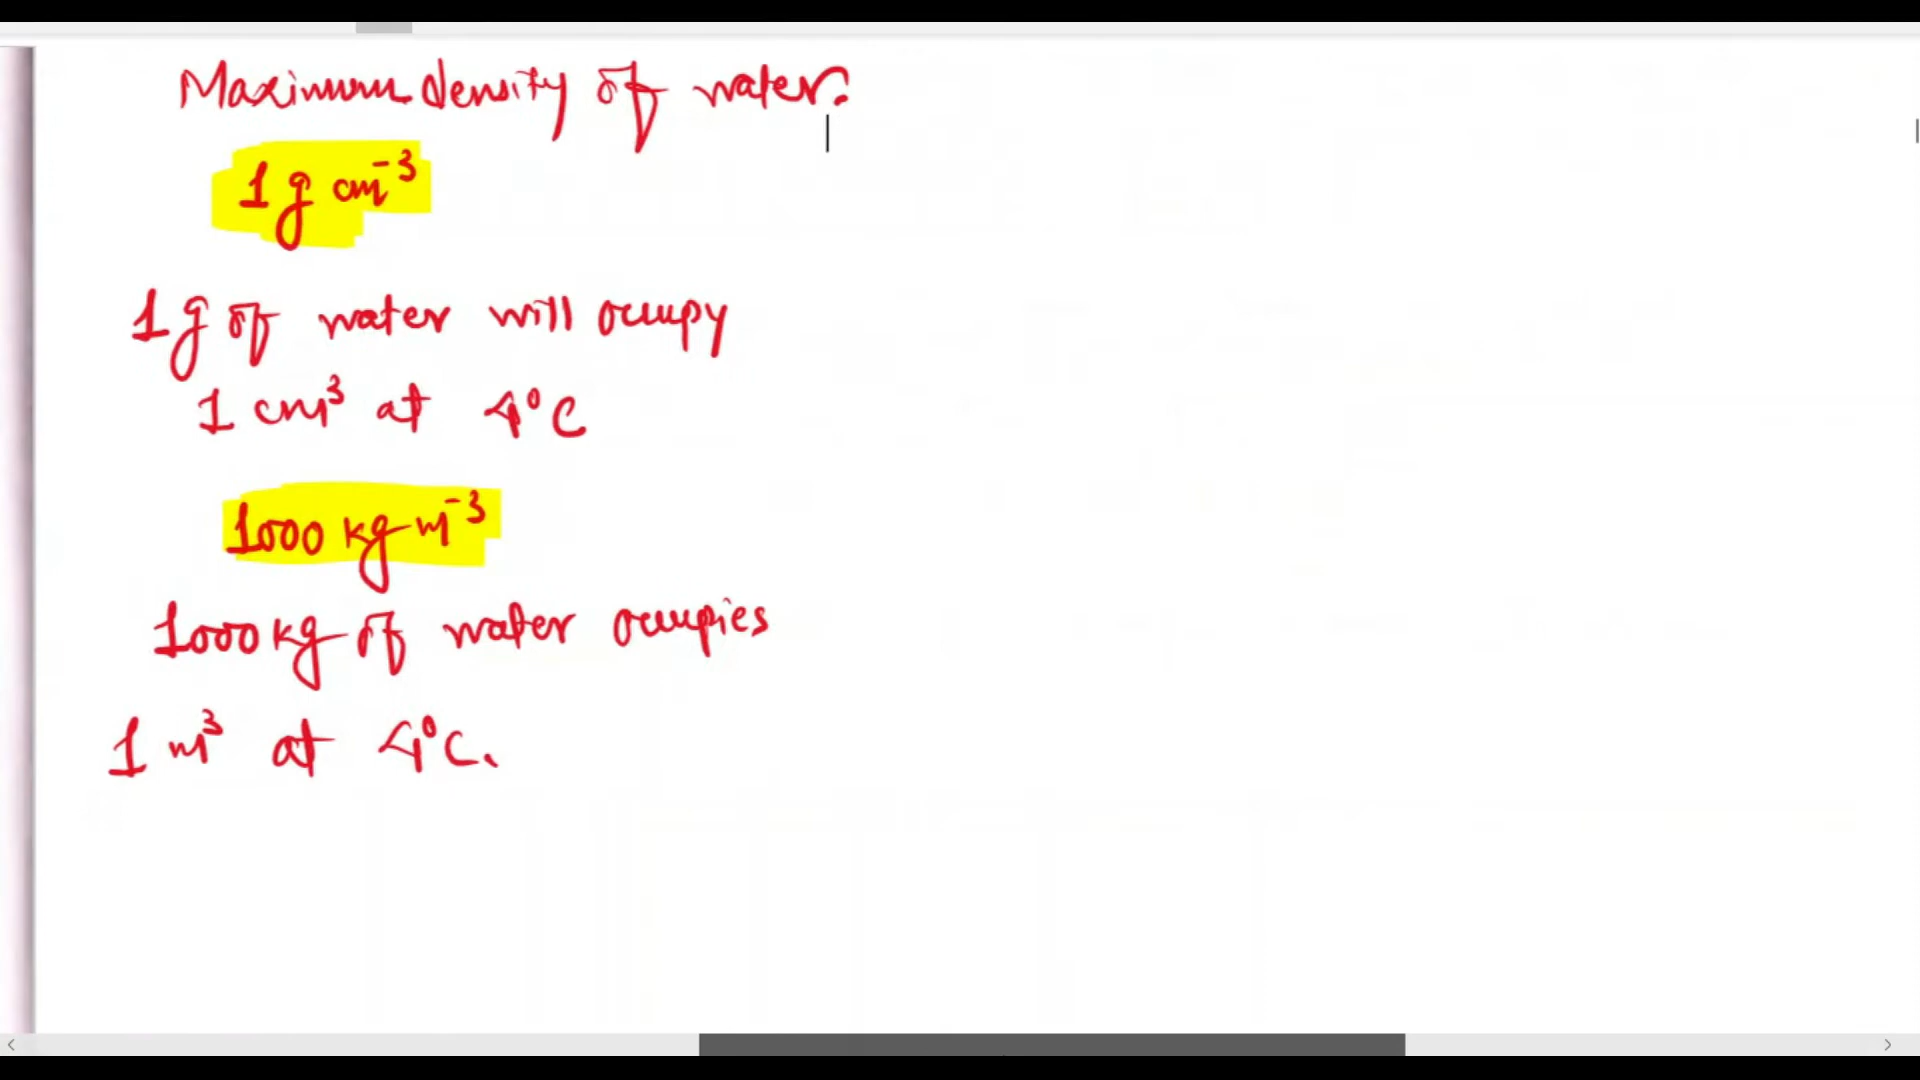 Maximum density of water:
1 g cm⁻³
1g of water will occupy
1 cm³ at 4°C
1000 kg m⁻³
1000 kg of water occupies
1 m³ at 4°C.